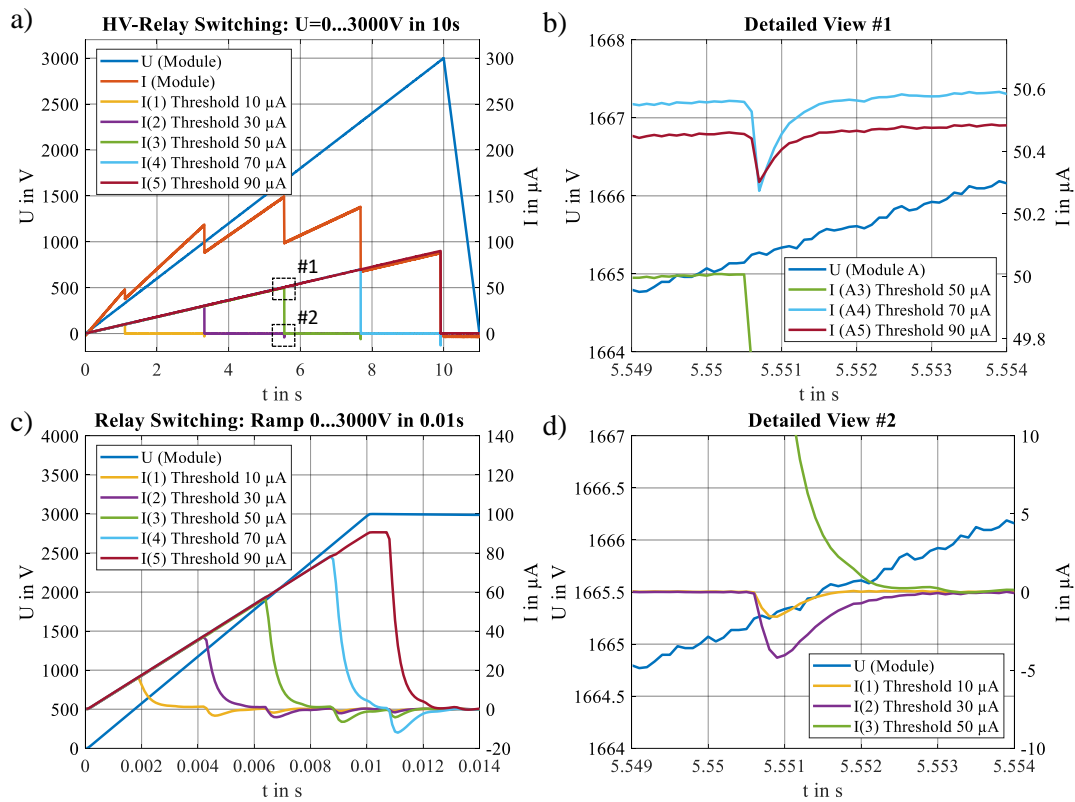 a)
HV-Relay Switching: U=0...3000V in 10s
U in V
3000
2500
2000
1500
1000
500
0
U (Module)
I (Module)
I(1) Threshold 10 µA
I(2) Threshold 30 µA
I(3) Threshold 50 µA
I(4) Threshold 70 µA
I(5) Threshold 90 µA
#1
#2
300
250
200
150
100
50
0
I in µA
0 2 4 6 8 10
t in s
b)
Detailed View #1
U in V
1668
1667
1666
1665
1664
U (Module A)
I (A3) Threshold 50 µA
I (A4) Threshold 70 µA
I (A5) Threshold 90 µA
50.6
50.4
50.2
50
49.8
I in µA
5.549 5.55 5.551 5.552 5.553 5.554
t in s
c)
Relay Switching: Ramp 0...3000V in 0.01s
U in V
4000
3500
3000
2500
2000
1500
1000
500
0
U (Module)
I(1) Threshold 10 µA
I(2) Threshold 30 µA
I(3) Threshold 50 µA
I(4) Threshold 70 µA
I(5) Threshold 90 µA
140
120
100
80
60
40
20
0
-20
I in µA
0 0.002 0.004 0.006 0.008 0.01 0.012 0.014
t in s
d)
Detailed View #2
U in V
1667
1666.5
1666
1665.5
1665
1664.5
1664
U (Module)
I(1) Threshold 10 µA
I(2) Threshold 30 µA
I(3) Threshold 50 µA
10
5
0
-5
-10
I in µA
5.549 5.55 5.551 5.552 5.553 5.554
t in s